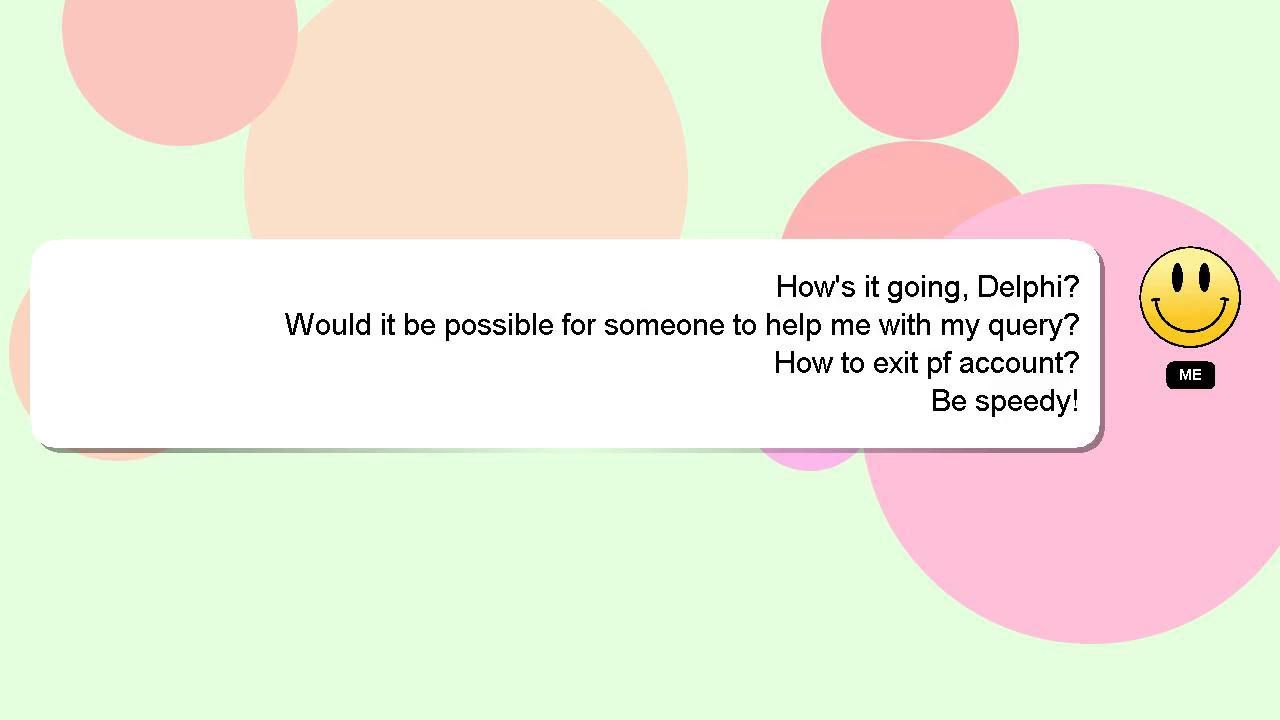 How's it going, Delphi?
Would it be possible for someone to help me with my query?
How to exit pf account?
Be speedy!
ME